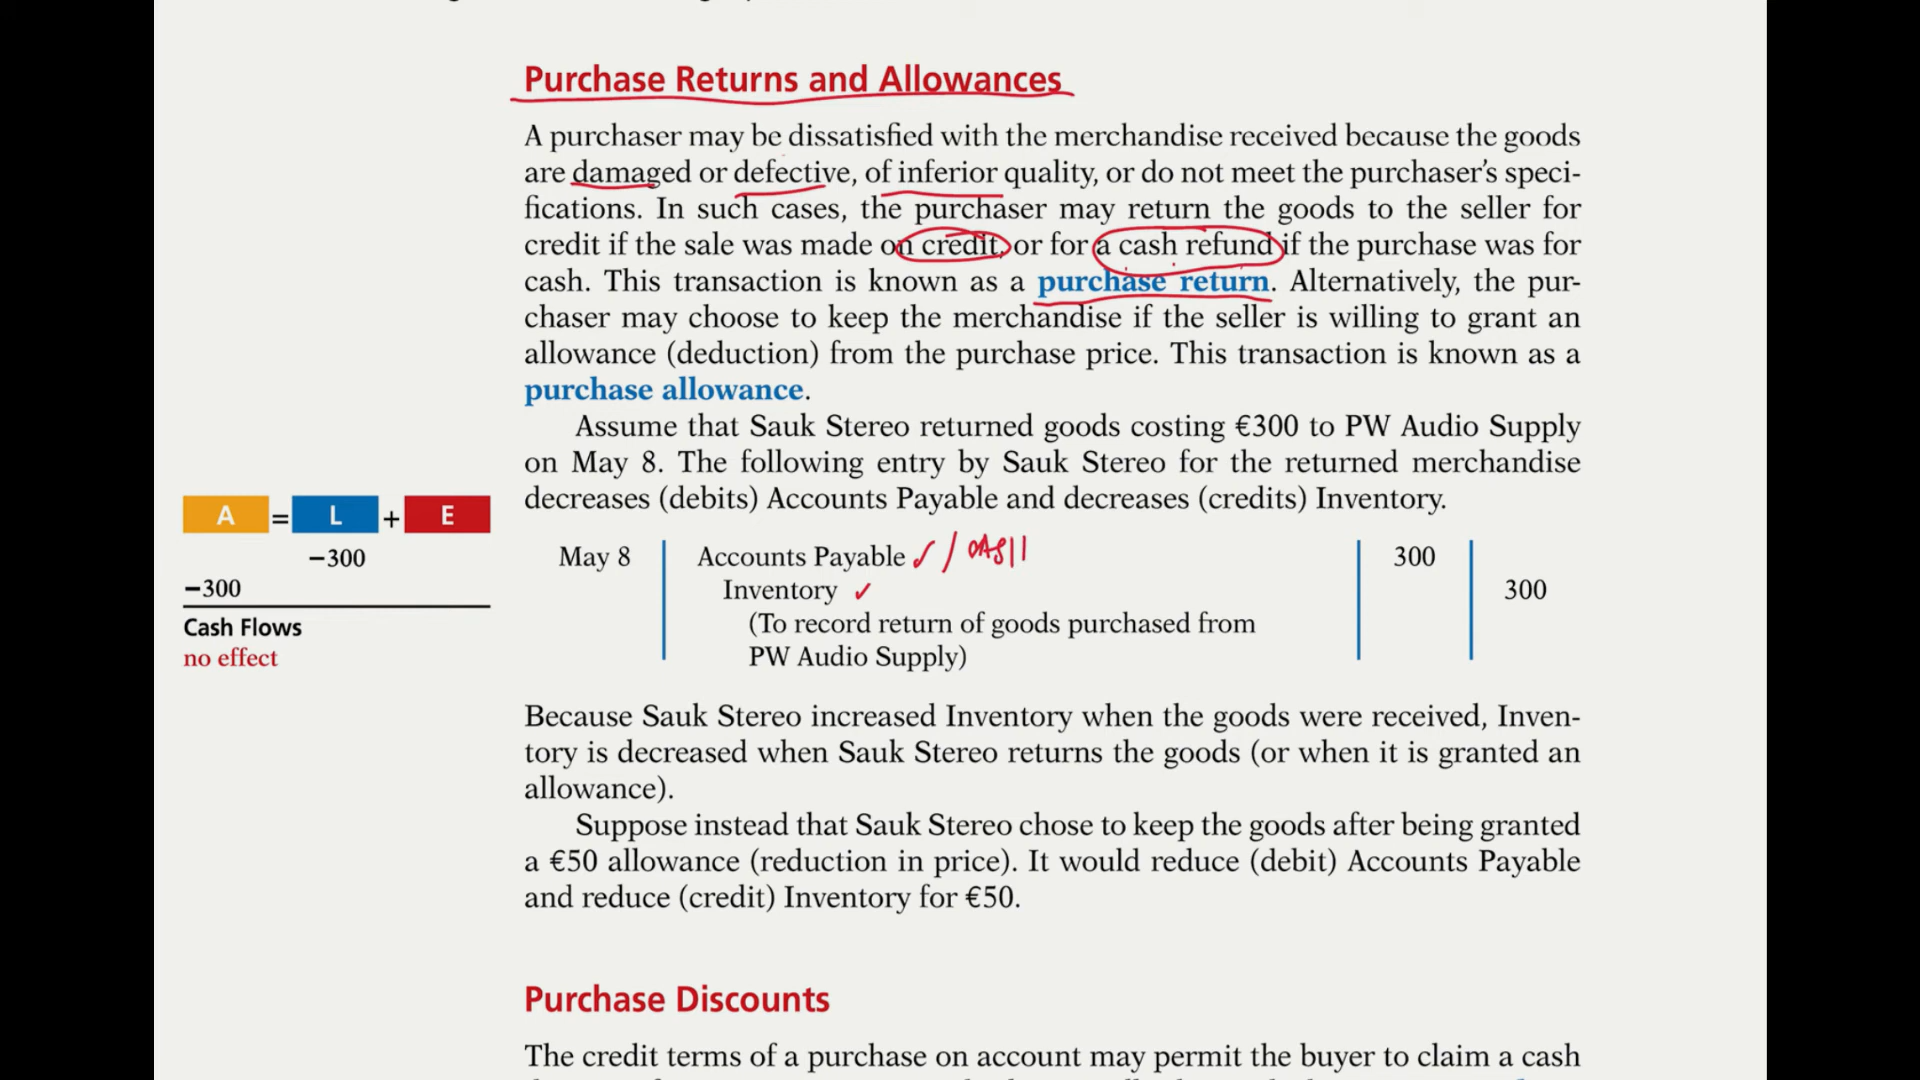 Purchase Returns and Allowances
A purchaser may be dissatisfied with the merchandise received because the goods
are damaged or defective, of inferior quality, or do not meet the purchaser's speci-
fications. In such cases, the purchaser may return the goods to the seller for
credit if the sale was made on credit, or for a cash refund if the purchase was for
cash. This transaction is known as a purchase return. Alternatively, the pur-
chaser may choose to keep the merchandise if the seller is willing to grant an
allowance (deduction) from the purchase price. This transaction is known as a
purchase allowance.
Assume that Sauk Stereo returned goods costing €300 to PW Audio Supply
on May 8. The following entry by Sauk Stereo for the returned merchandise
decreases (debits) Accounts Payable and decreases (credits) Inventory.
A = L + E
−300
−300
Cash Flows
no effect
May 8 Accounts Payable ✓ / CASH 300
Inventory ✓ 300
(To record return of goods purchased from
PW Audio Supply)
Because Sauk Stereo increased Inventory when the goods were received, Inven-
tory is decreased when Sauk Stereo returns the goods (or when it is granted an
allowance).
Suppose instead that Sauk Stereo chose to keep the goods after being granted
a €50 allowance (reduction in price). It would reduce (debit) Accounts Payable
and reduce (credit) Inventory for €50.
Purchase Discounts
The credit terms of a purchase on account may permit the buyer to claim a cash